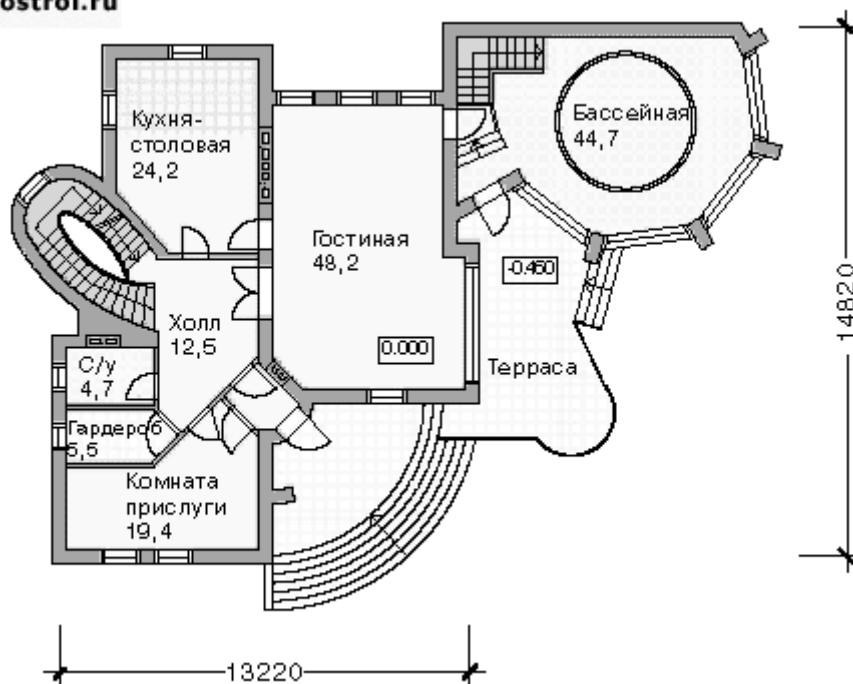 ostroi.ru
Кухня-
столовая
24,2
Бассейная
44,7
Гостиная
48,2
-0.450
0.000
Холл
12,5
С/у
4,7
Терраса
Гардероб
5,5
Комната
прислуги
19,4
14820
13220